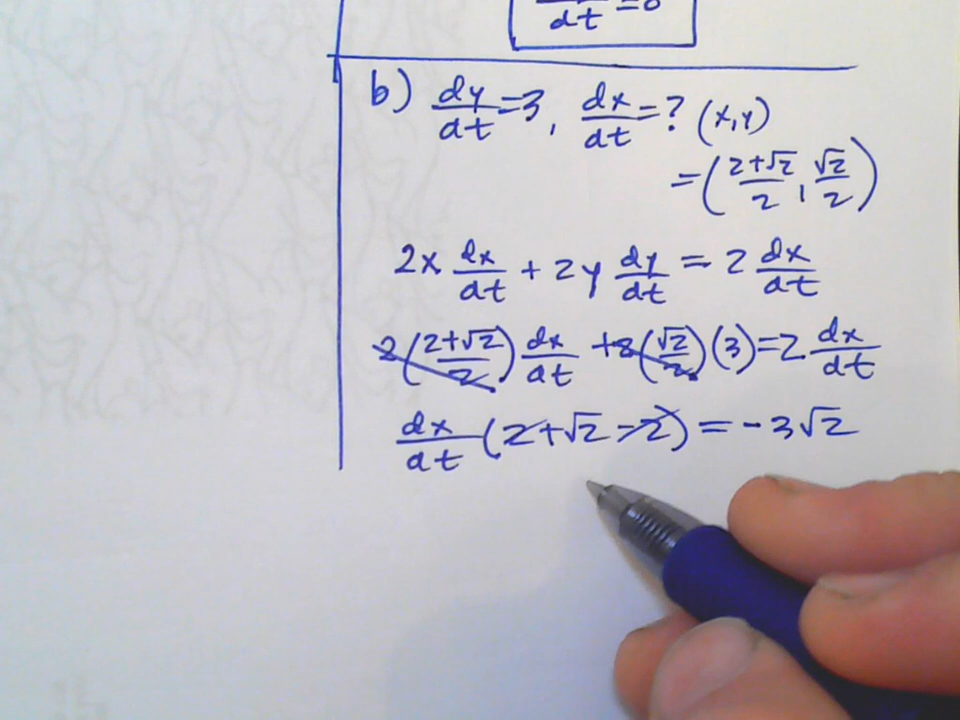 dt = 0
b) dy/dt = 3, dx/dt = ? (x,y)
= ((2+√2)/2, √2/2)
2x dx/dt + 2y dy/dt = 2 dx/dt
2((2+√2)/2) dx/dt + 2(√2/2)(3) = 2 dx/dt
dx/dt (2+√2-2) = -3√2